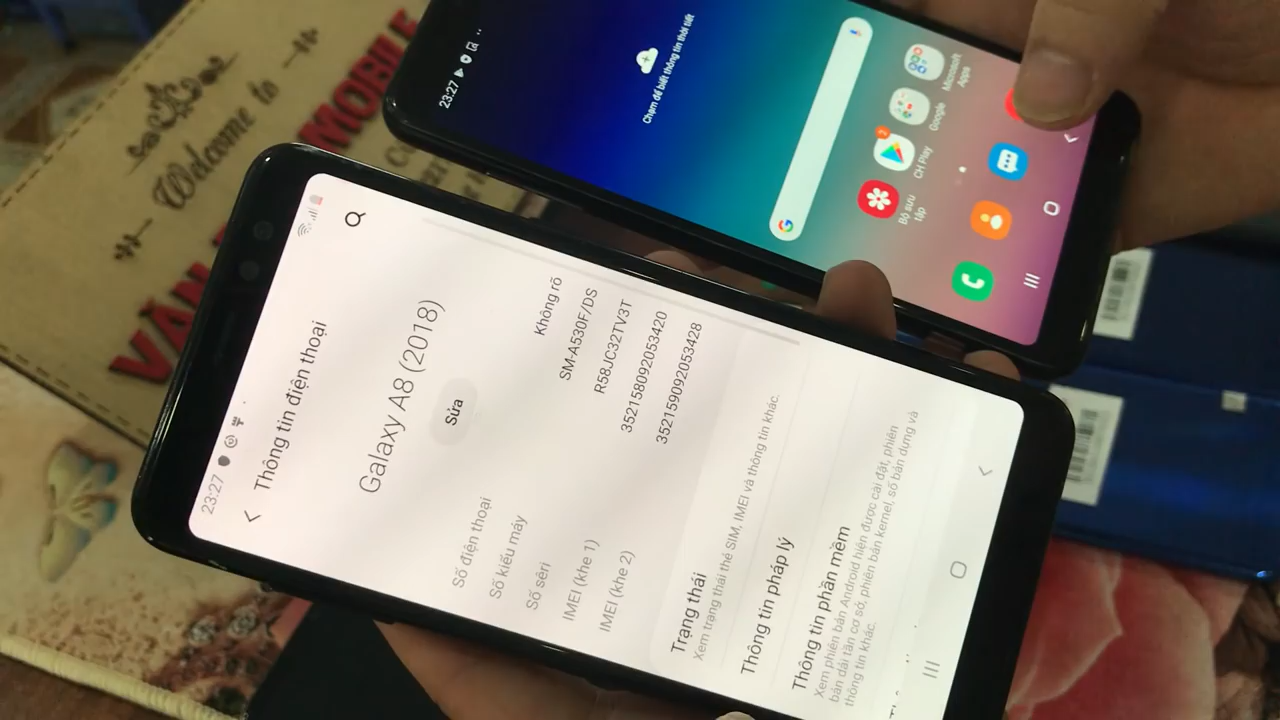 Welcome to
VĂN
MOBILE
23:27
Chạm để biết thông tin thời tiết
Microsoft Apps
Google
CH Play
2
Bộ sưu tập
23:27
Thông tin điện thoại
Galaxy A8 (2018)
Sửa
Số điện thoại Không rõ
Số kiểu máy SM-A530F/DS
Số sêri R58JC32TV3T
IMEI (khe 1) 352158092053420
IMEI (khe 2) 352159092053428
Trạng thái
Xem trạng thái thẻ SIM, IMEI và thông tin khác.
Thông tin pháp lý
Thông tin phần mềm
Xem phiên bản Android hiện được cài đặt, phiên
bản dải tần cơ sở, phiên bản kernel, số bản dựng và
thông tin khác.